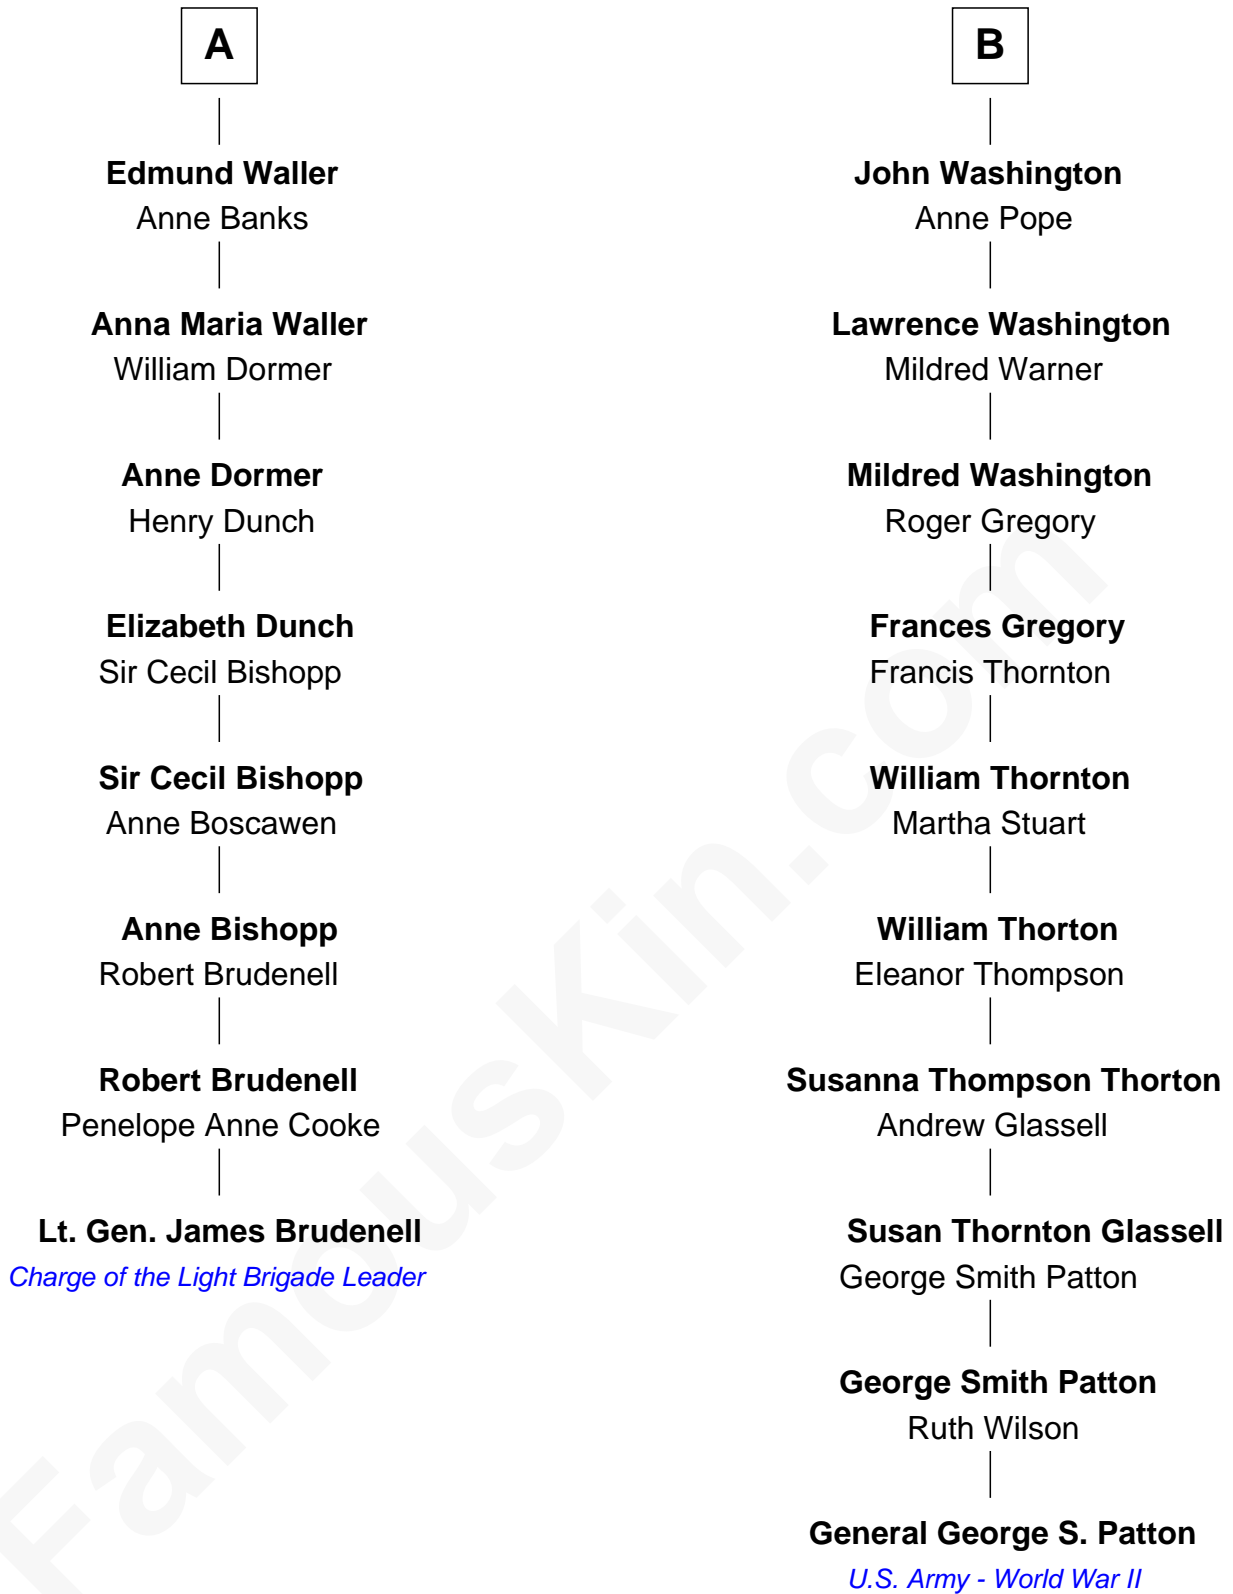 A
Edmund Waller
Anne Banks
Anna Maria Waller
William Dormer
Anne Dormer
Henry Dunch
Elizabeth Dunch
Sir Cecil Bishopp
Sir Cecil Bishopp
Anne Boscawen
Anne Bishopp
Robert Brudenell
Robert Brudenell
Penelope Anne Cooke
Lt. Gen. James Brudenell
Charge of the Light Brigade Leader
B
John Washington
Anne Pope
Lawrence Washington
Mildred Warner
Mildred Washington
Roger Gregory
Frances Gregory
Francis Thornton
William Thornton
Martha Stuart
William Thorton
Eleanor Thompson
Susanna Thompson Thorton
Andrew Glassell
Susan Thornton Glassell
George Smith Patton
George Smith Patton
Ruth Wilson
General George S. Patton
U.S. Army - World War II
FamousKin.com